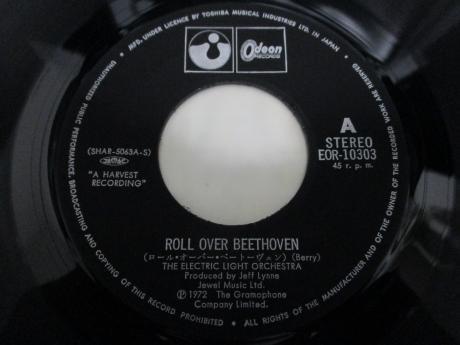 MFD. UNDER LICENCE BY TOSHIBA MUSICAL INDUSTRIES LTD. IN JAPAN
ALL RIGHTS OF THE MANUFACTURER AND OF THE OWNER OF THE RECORDED WORK ARE RESERVED
UNAUTHORIZED PUBLIC PERFORMANCE, BROADCASTING AND COPYING OF THIS RECORD PROHIBITED
Odeon
RECORDS
A
STEREO
EOR-10303
45 r. p. m.
(SHAR-5063A-S)
"A HARVEST
RECORDING"
ROLL OVER BEETHOVEN
(ロール・オーバー・ベートーヴェン) (Berry)
THE ELECTRIC LIGHT ORCHESTRA
Produced by Jeff Lynne
Jewel Music Ltd.
Ⓟ1972 The Gramophone
Company Limited.